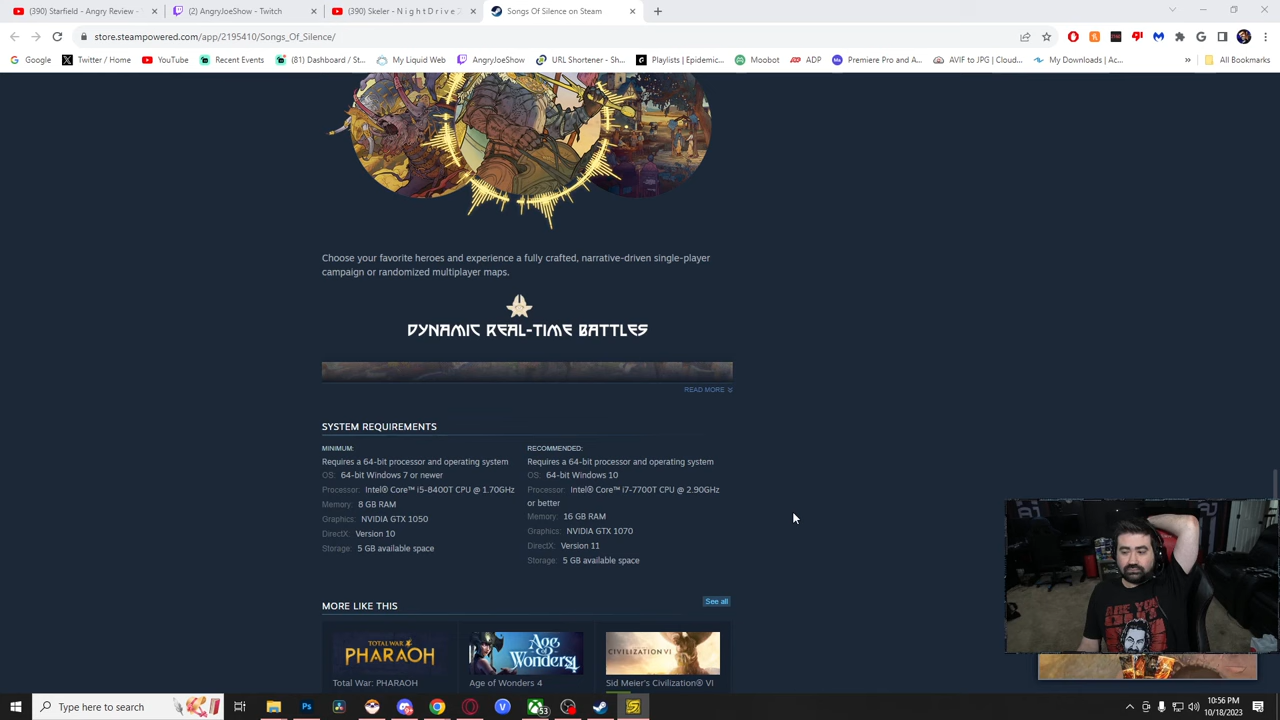 (390) Starfield - Angry Review -
(2) AngryJoeShow - Twitch
(390) Skeler - N i g h t D r i v e
Songs Of Silence on Steam
store.steampowered.com/app/2195410/Songs_Of_Silence/
Google
Twitter / Home
YouTube
Recent Events
(81) Dashboard / St...
My Liquid Web
AngryJoeShow
URL Shortener - Sh...
Playlists | Epidemic...
Moobot
ADP
Premiere Pro and A...
AVIF to JPG | Cloud...
My Downloads | Ac...
»
All Bookmarks
Choose your favorite heroes and experience a fully crafted, narrative-driven single-player
campaign or randomized multiplayer maps.
DYNAMIC REAL-TIME BATTLES
READ MORE
SYSTEM REQUIREMENTS
MINIMUM:
Requires a 64-bit processor and operating system
OS: 64-bit Windows 7 or newer
Processor: Intel® Core™ i5-8400T CPU @ 1.70GHz
Memory: 8 GB RAM
Graphics: NVIDIA GTX 1050
DirectX: Version 10
Storage: 5 GB available space
RECOMMENDED:
Requires a 64-bit processor and operating system
OS: 64-bit Windows 10
Processor: Intel® Core™ i7-7700T CPU @ 2.90GHz
or better
Memory: 16 GB RAM
Graphics: NVIDIA GTX 1070
DirectX: Version 11
Storage: 5 GB available space
MORE LIKE THIS
See all
TOTAL WAR
PHARAOH
Age of
Wonders 4
CIVILIZATION VI
Total War: PHARAOH
Age of Wonders 4
Sid Meier's Civilization® VI
ARE YOU
Type here to search
53
10:56 PM
10/18/2023